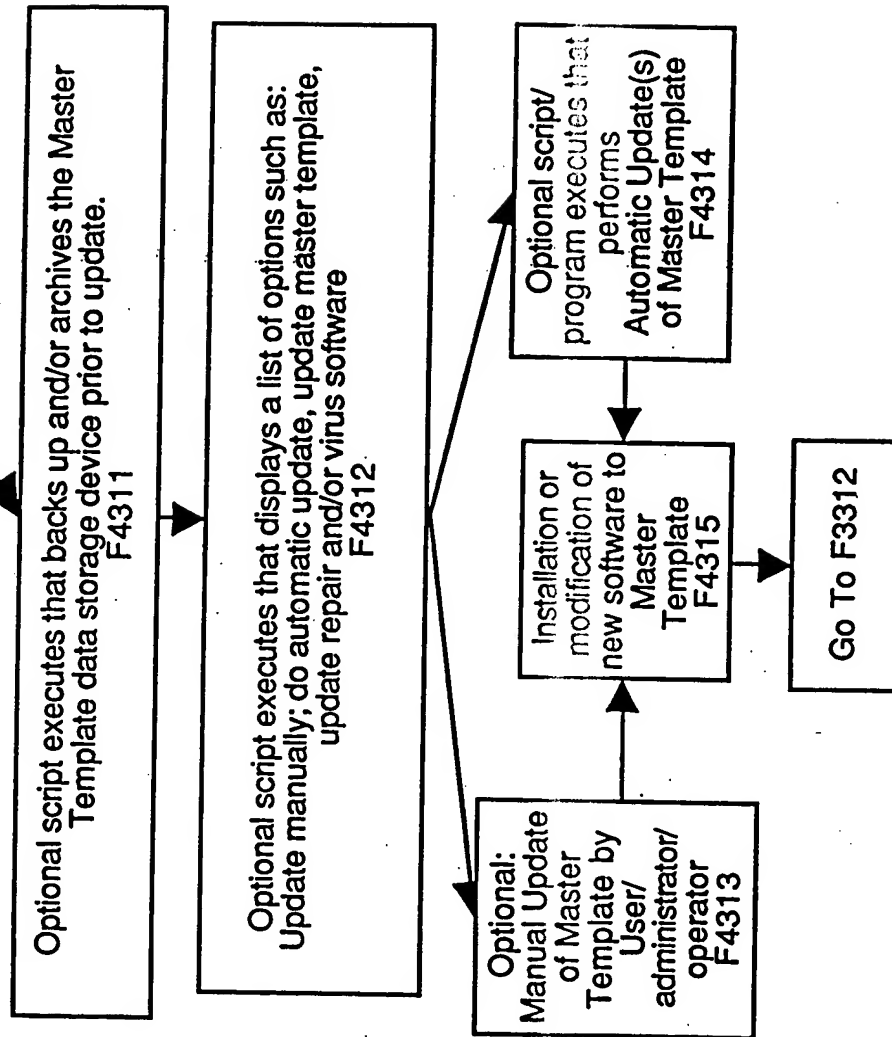 Optional script executes that backs up and/or archives the Master
Template data storage device prior to update.
F4311
Optional script executes that displays a list of options such as:
Update manually; do automatic update, update master template,
update repair and/or virus software
F4312
Optional:
Manual Update
of Master
Template by
User/
administrator/
operator
F4313
Installation or
modification of
new software to
Master
Template
F4315
Optional script/
program executes that
performs
Automatic Update(s)
of Master Template
F4314
Go To F3312